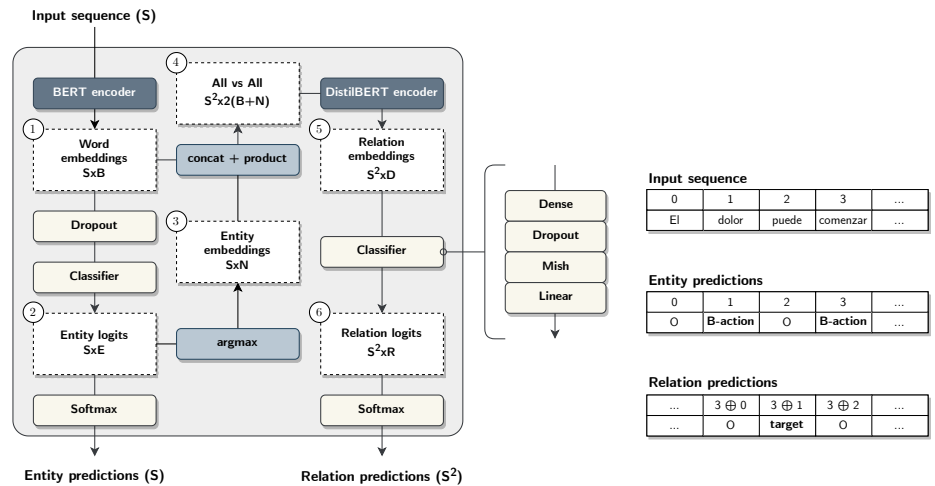 Input sequence (S)
BERT encoder
1
Word
embeddings
SxB
Dropout
Classifier
2
Entity logits
SxE
Softmax
Entity predictions (S)
4
All vs All
S²x2(B+N)
concat + product
3
Entity
embeddings
SxN
argmax
DistilBERT encoder
5
Relation
embeddings
S²xD
Classifier
6
Relation logits
S²xR
Softmax
Relation predictions (S²)
Dense
Dropout
Mish
Linear
Input sequence
0 1 2 3 ...
El dolor puede comenzar ...
Entity predictions
0 1 2 3 ...
O B-action O B-action ...
Relation predictions
... 3 ⊕ 0 3 ⊕ 1 3 ⊕ 2 ...
... O target O ...